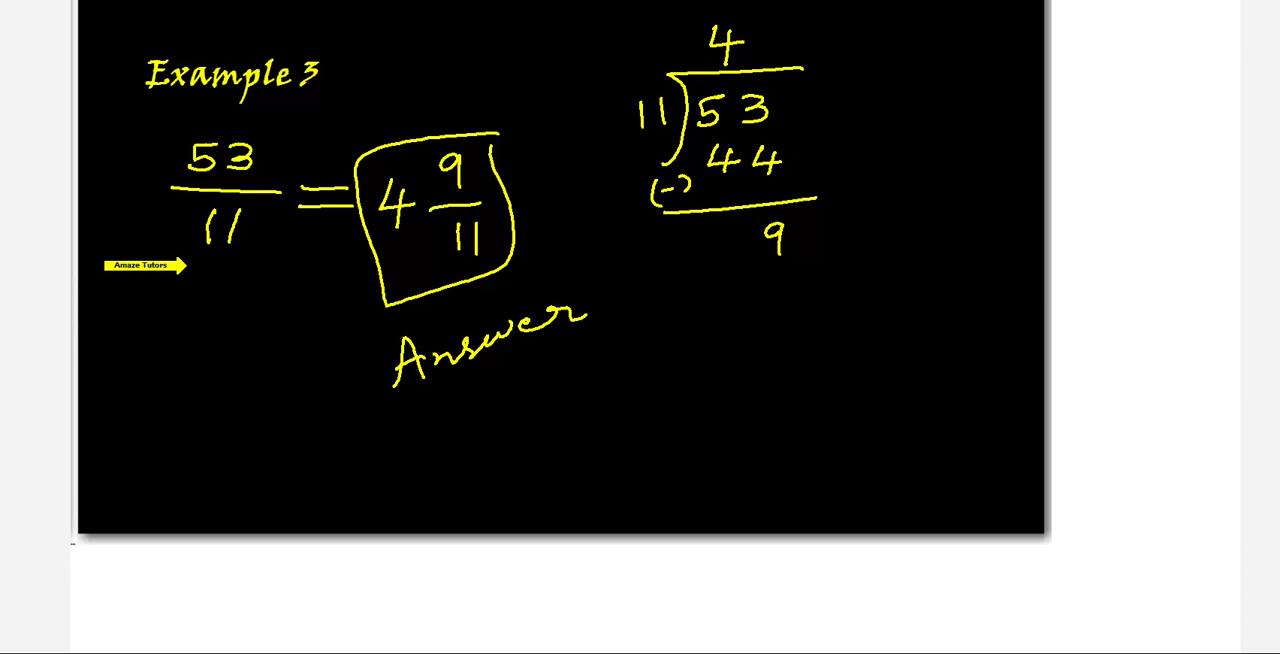 Example 3
53/11 = 4 9/11
Amaze Tutors
Answer
4
11)53
44
(-)
9